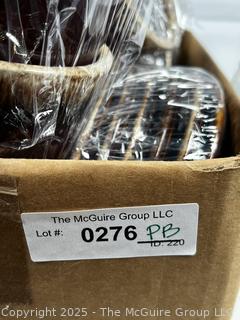 The McGuire Group LLC
Lot #: 0276 PB
ID: 220
Copyright 2025 - The McGuire Group LLC